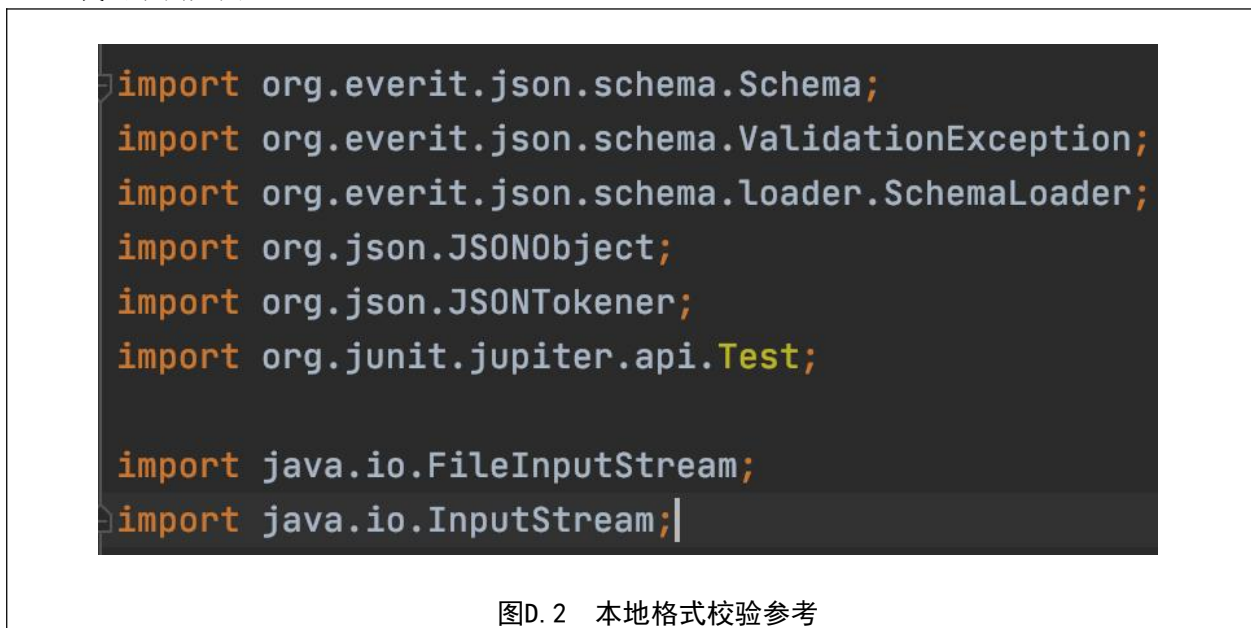 import org.everit.json.schema.Schema;
import org.everit.json.schema.ValidationException;
import org.everit.json.schema.loader.SchemaLoader;
import org.json.JSONObject;
import org.json.JSONTokener;
import org.junit.jupiter.api.Test;
import java.io.FileInputStream;
import java.io.InputStream;
图D.2 本地格式校验参考